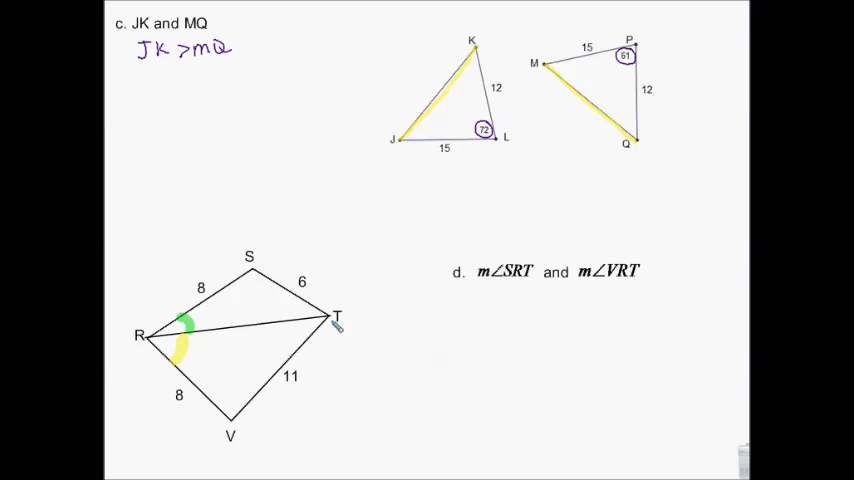 c. JK and MQ
JK > MQ
K
12
72
J
15
L
P
15
61
M
12
Q
S
8
6
R
T
8
11
V
d. m∠SRT and m∠VRT